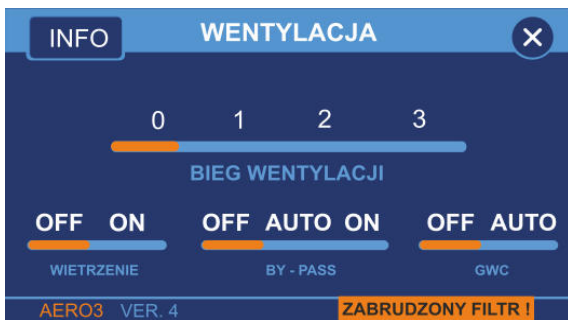 INFO WENTYLACJA X
0 1 2 3
BIEG WENTYLACJI
OFF ON OFF AUTO ON OFF AUTO
WIETRZENIE BY - PASS GWC
AERO3 VER. 4 ZABRUDZONY FILTR !